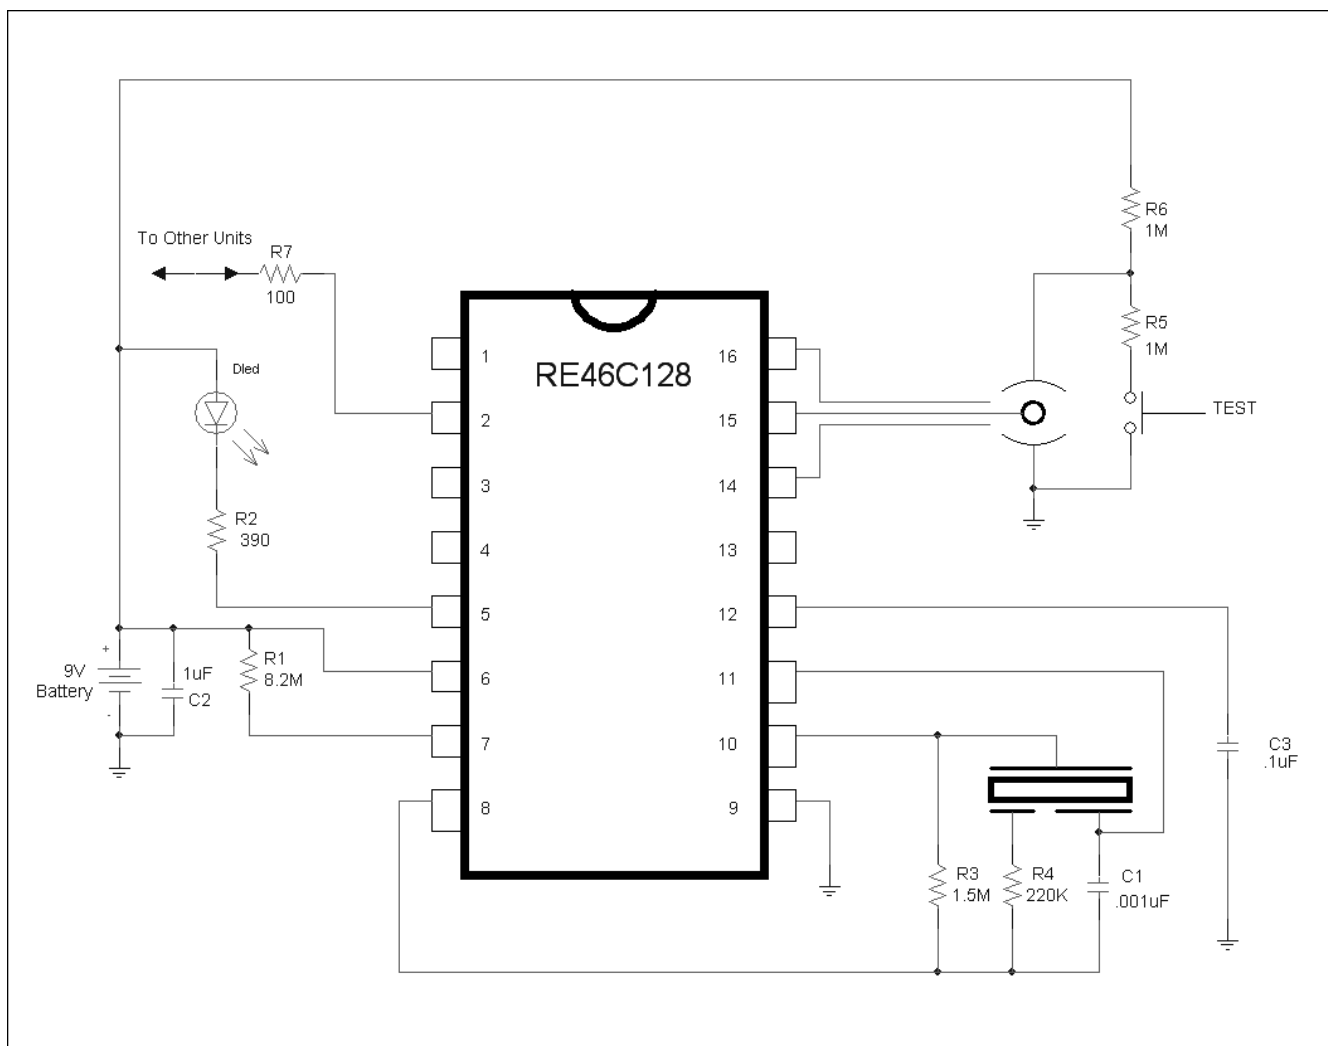 R6
1M
To Other Units
R7
100
R5
1M
Dled
RE46C128
1
16
TEST
2
15
3
14
R2
390
4
13
5
12
+
9V
Battery
-
1uF
C2
R1
8.2M
6
11
7
10
C3
.1uF
8
9
R3
1.5M
R4
220K
C1
.001uF